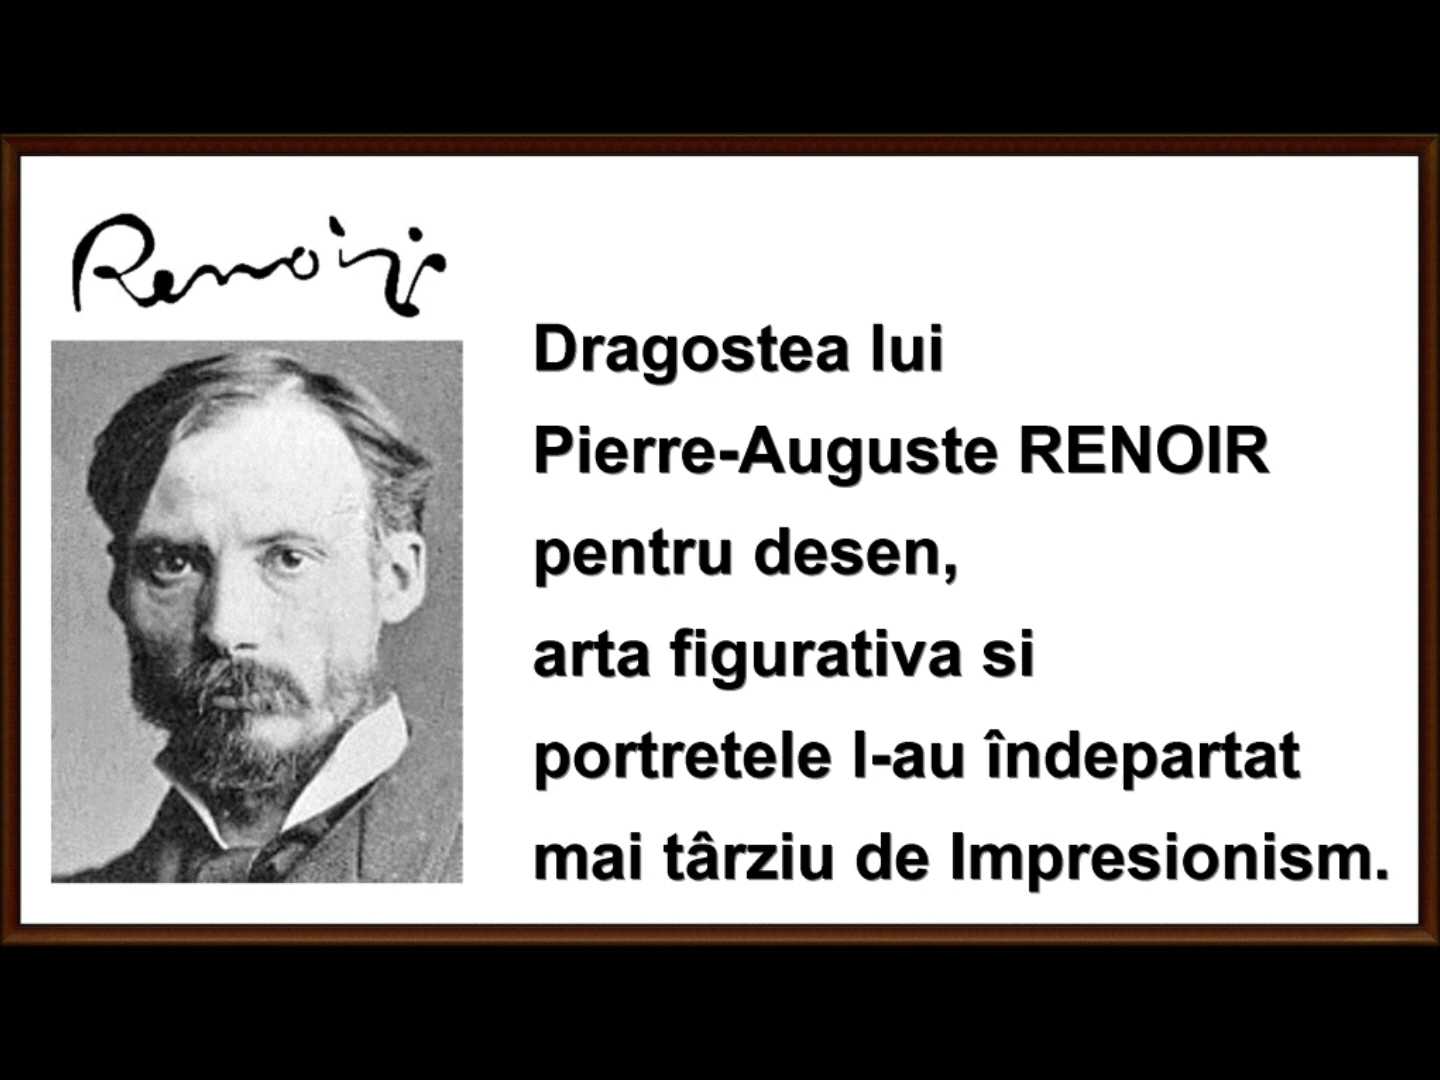 Renoir
Dragostea lui
Pierre-Auguste RENOIR
pentru desen,
arta figurativa si
portretele l-au îndepartat
mai târziu de Impresionism.